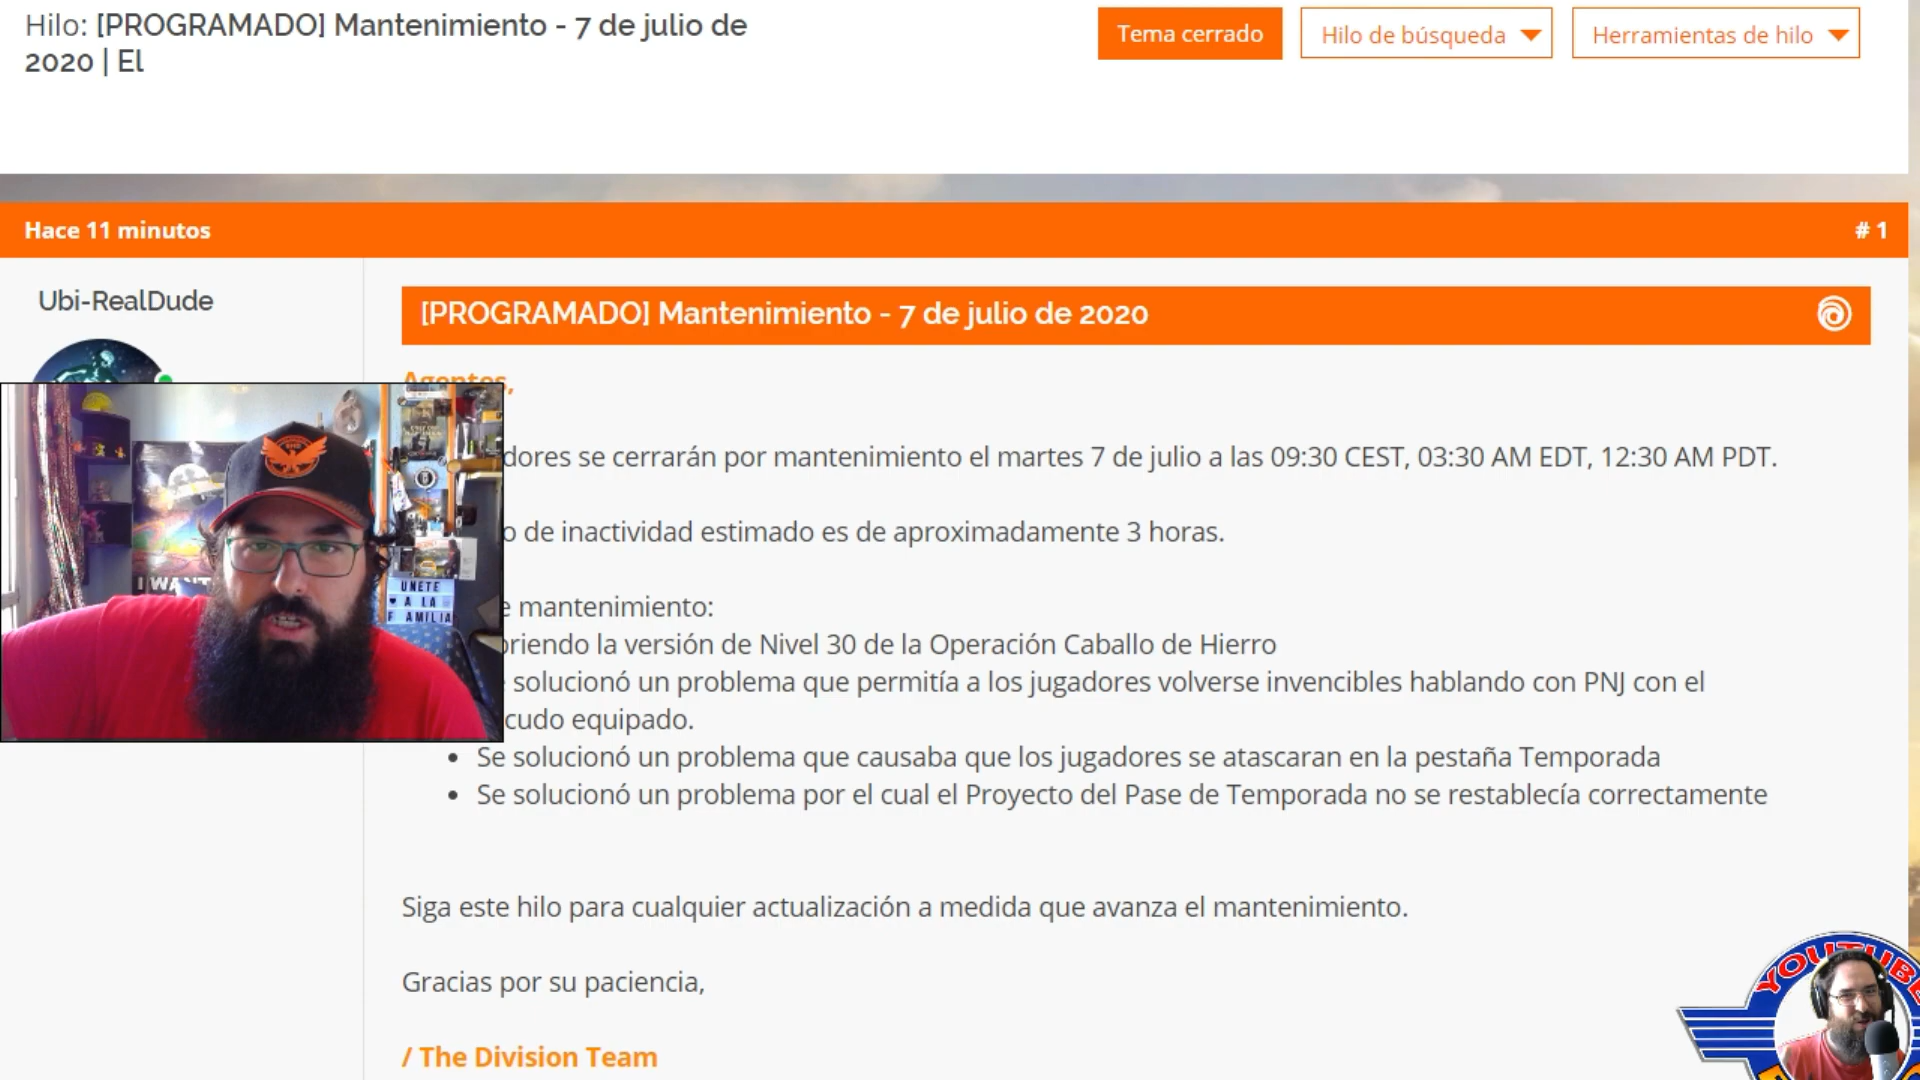 Hilo: [PROGRAMADO] Mantenimiento - 7 de julio de
2020 | El
Tema cerrado
Hilo de búsqueda
Herramientas de hilo
Hace 11 minutos
# 1
Ubi-RealDude
[PROGRAMADO] Mantenimiento - 7 de julio de 2020
Agentes,
dores se cerrarán por mantenimiento el martes 7 de julio a las 09:30 CEST, 03:30 AM EDT, 12:30 AM PDT.
o de inactividad estimado es de aproximadamente 3 horas.
e mantenimiento:
briendo la versión de Nivel 30 de la Operación Caballo de Hierro
solucionó un problema que permitía a los jugadores volverse invencibles hablando con PNJ con el
cudo equipado.
• Se solucionó un problema que causaba que los jugadores se atascaran en la pestaña Temporada
• Se solucionó un problema por el cual el Proyecto del Pase de Temporada no se restablecía correctamente
Siga este hilo para cualquier actualización a medida que avanza el mantenimiento.
Gracias por su paciencia,
/ The Division Team
I WANT
UNETE
♥ A LA
FAMILIA
YOUTUBE